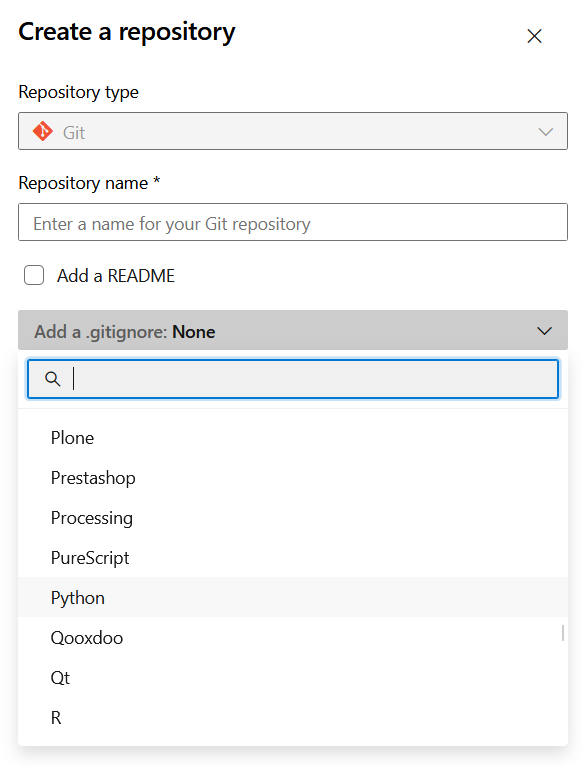 Create a repository
Repository type
Git
Repository name *
Enter a name for your Git repository
Add a README
Add a .gitignore: None
Plone
Prestashop
Processing
PureScript
Python
Qooxdoo
Qt
R